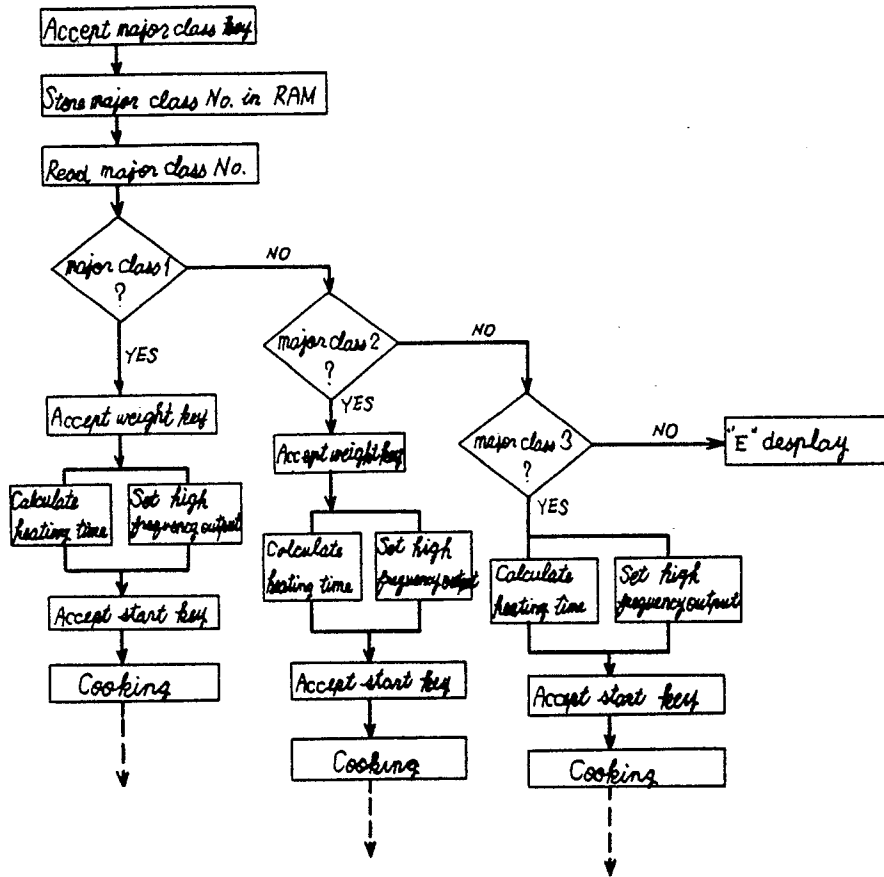 Accept major class key
Store major class No. in RAM
Read major class No.
major class 1
?
NO
YES
Accept weight key
Calculate
heating time
Set high
frequency output
Accept start key
Cooking
major class 2
?
NO
YES
Accept weight key
Calculate
heating time
Set high
frequency output
Accept start key
Cooking
major class 3
?
NO
YES
Calculate
heating time
Set high
frequency output
Accept start key
Cooking
"E" desplay